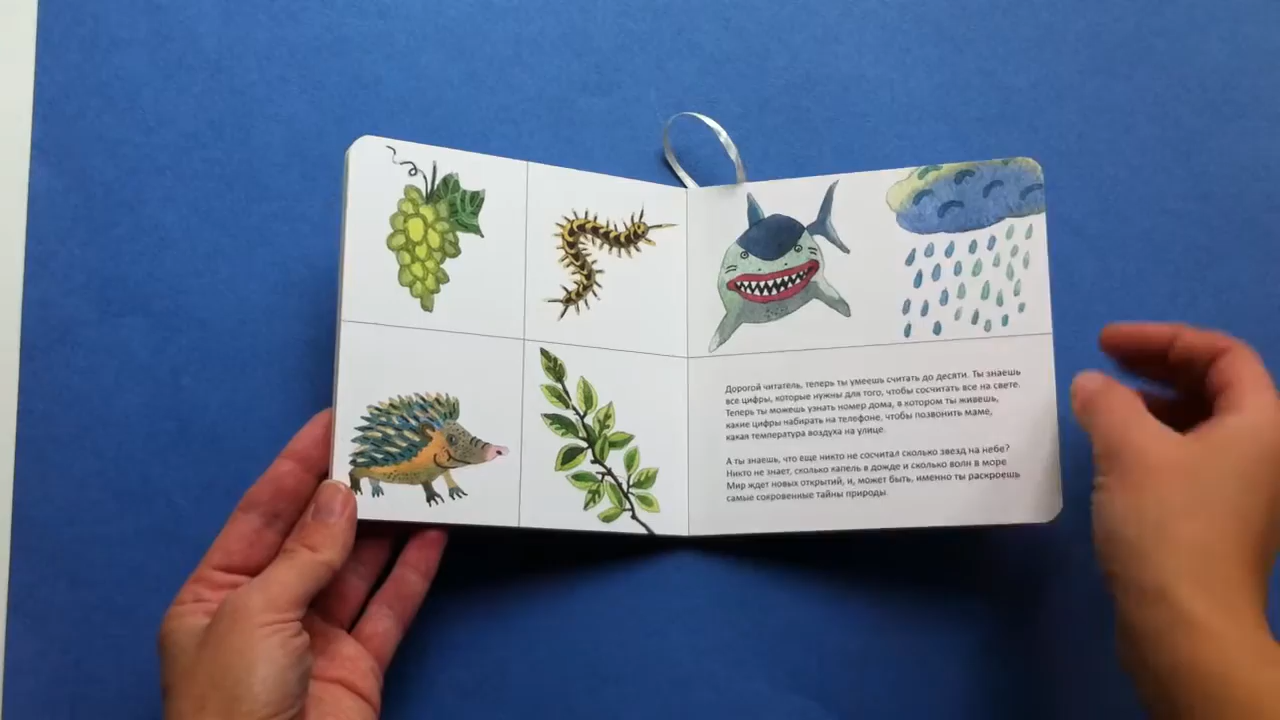 Дорогой читатель, теперь ты умеешь считать до десяти. Ты знаешь
все цифры, которые нужны для того, чтобы сосчитать все на свете.
Теперь ты можешь узнать номер дома, в котором ты живешь,
какие цифры набирать на телефоне, чтобы позвонить маме,
какая температура воздуха на улице.
А ты знаешь, что еще никто не сосчитал сколько звезд на небе?
Никто не знает, сколько капель в дожде и сколько волн в море
Мир ждет новых открытий, и, может быть, именно ты раскроешь
самые сокровенные тайны природы.